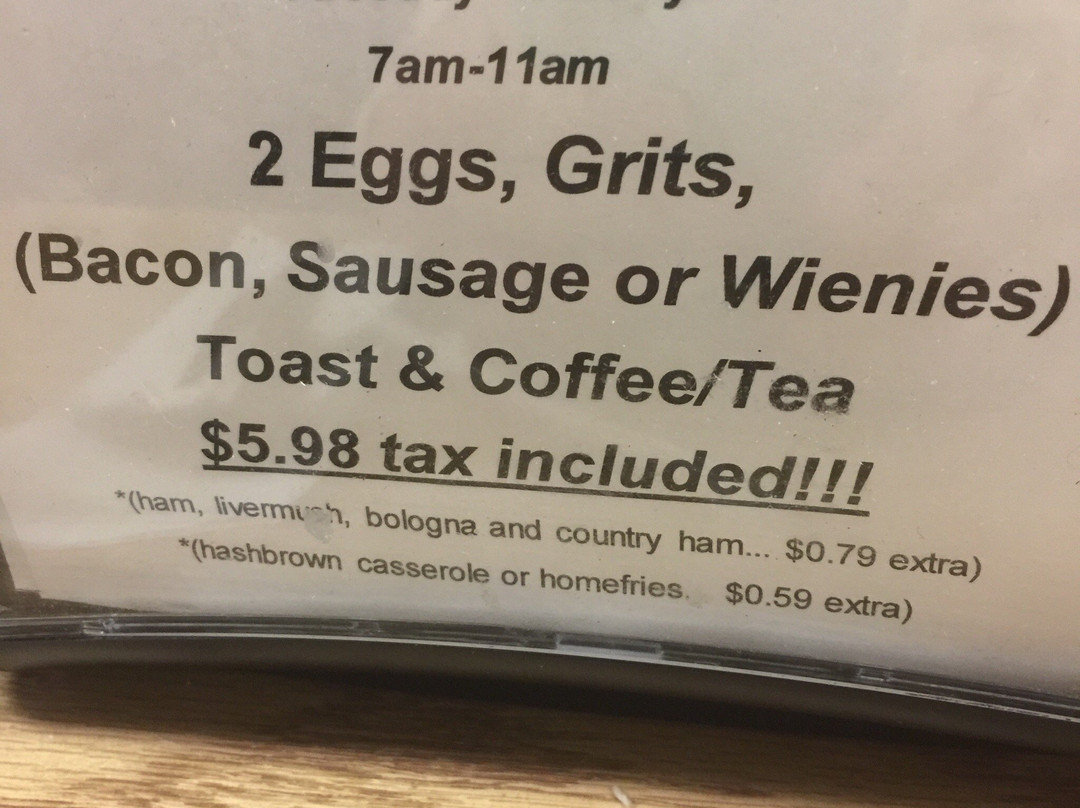 7am-11am
2 Eggs, Grits,
(Bacon, Sausage or Wienies)
Toast & Coffee/Tea
$5.98 tax included!!!
*(ham, livermush, bologna and country ham... $0.79 extra)
*(hashbrown casserole or homefries. $0.59 extra)